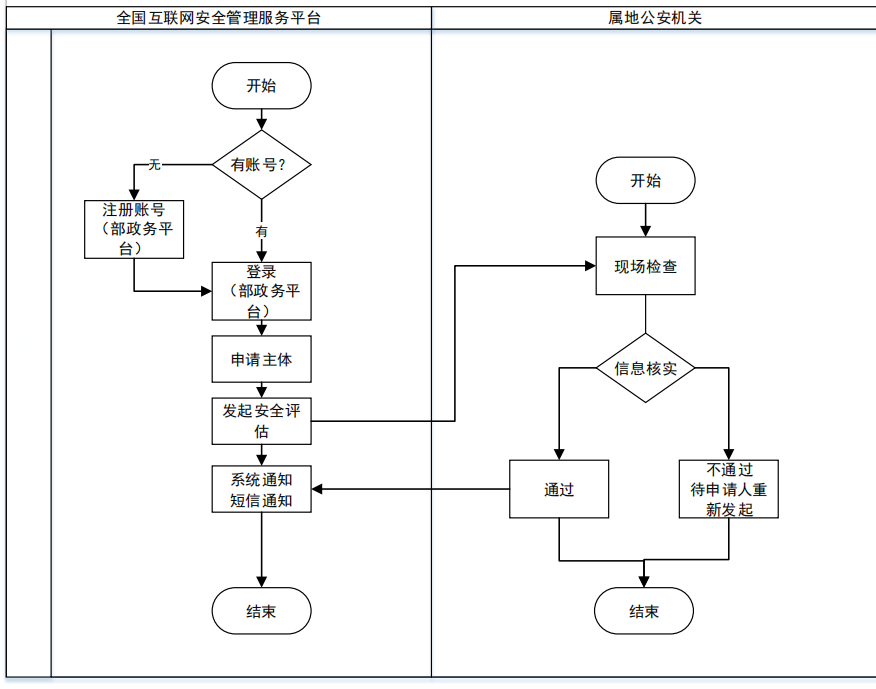 全国互联网安全管理服务平台
属地公安机关
开始
有账号?
无
注册账号
（部政务平
台）
有
登录
（部政务平
台）
申请主体
发起安全评
估
系统通知
短信通知
结束
开始
现场检查
信息核实
通过
不通过
待申请人重
新发起
结束